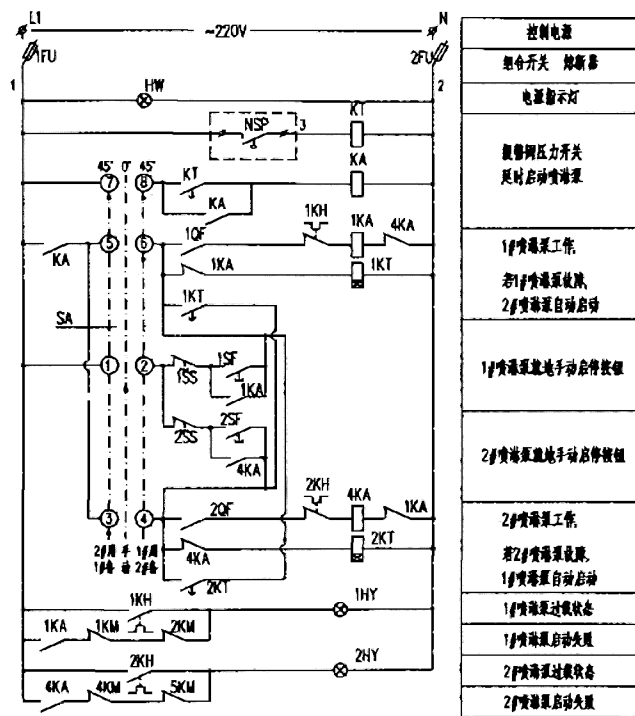 L1
~220V
N
1FU
2FU
1
2
HW
NSP
3
KT
KA
45°
0°
45°
7
8
KT
KA
5
6
KA
1QF
1KH
1KA
4KA
1KA
1KT
1KT
SA
1
2
1SS
1SF
1KA
2SS
2SF
4KA
3
4
2QF
2KH
4KA
1KA
4KA
2KT
2KT
2#用
1#备
手动
1#用
2#备
1KH
1HY
1KA
1KM
2KM
2KH
2HY
4KA
4KM
5KM
控制电源
组合开关 熔断器
电源指示灯
报警阀压力开关
延时启动喷淋泵
1#喷淋泵工作,
若1#喷淋泵故障,
2#喷淋泵自动启动
1#喷淋泵就地手动启停按钮
2#喷淋泵就地手动启停按钮
2#喷淋泵工作,
若2#喷淋泵故障,
1#喷淋泵自动启动
1#喷淋泵过载状态
1#喷淋泵启动失败
2#喷淋泵过载状态
2#喷淋泵启动失败